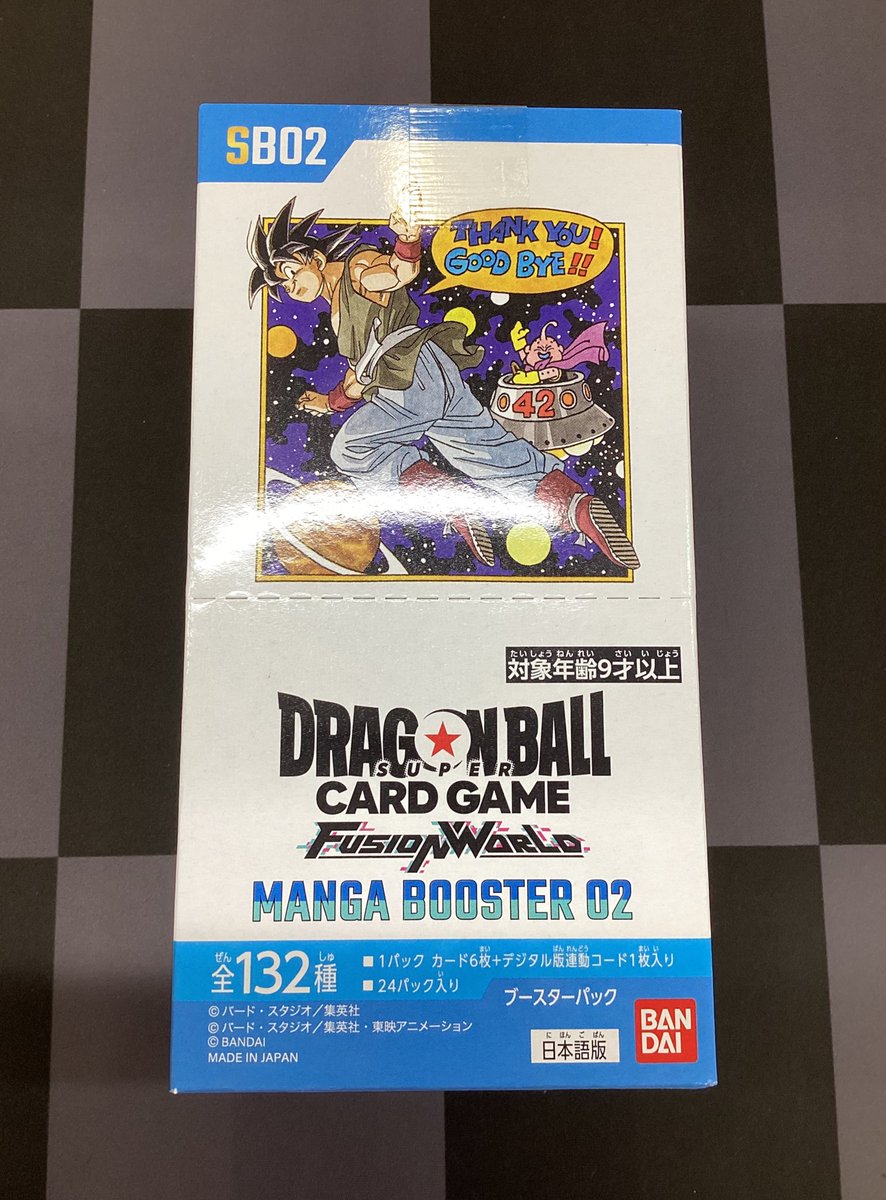 SB02
THANK YOU!
GOOD BYE!!
42
たいしょうねんれい さいいじょう
対象年齢9才以上
DRAGON BALL
SUPER
CARD GAME
FUSION WORLD
MANGA BOOSTER 02
ぜん しゅ
全132種
まい ばんれんどう まいい
■1パック カード6枚+デジタル版連動コード1枚入り
い
■24パック入り
ブースターパック
©バード・スタジオ/集英社
©バード・スタジオ/集英社・東映アニメーション
©BANDAI
MADE IN JAPAN
にほんごばん
日本語版
BAN
DAI